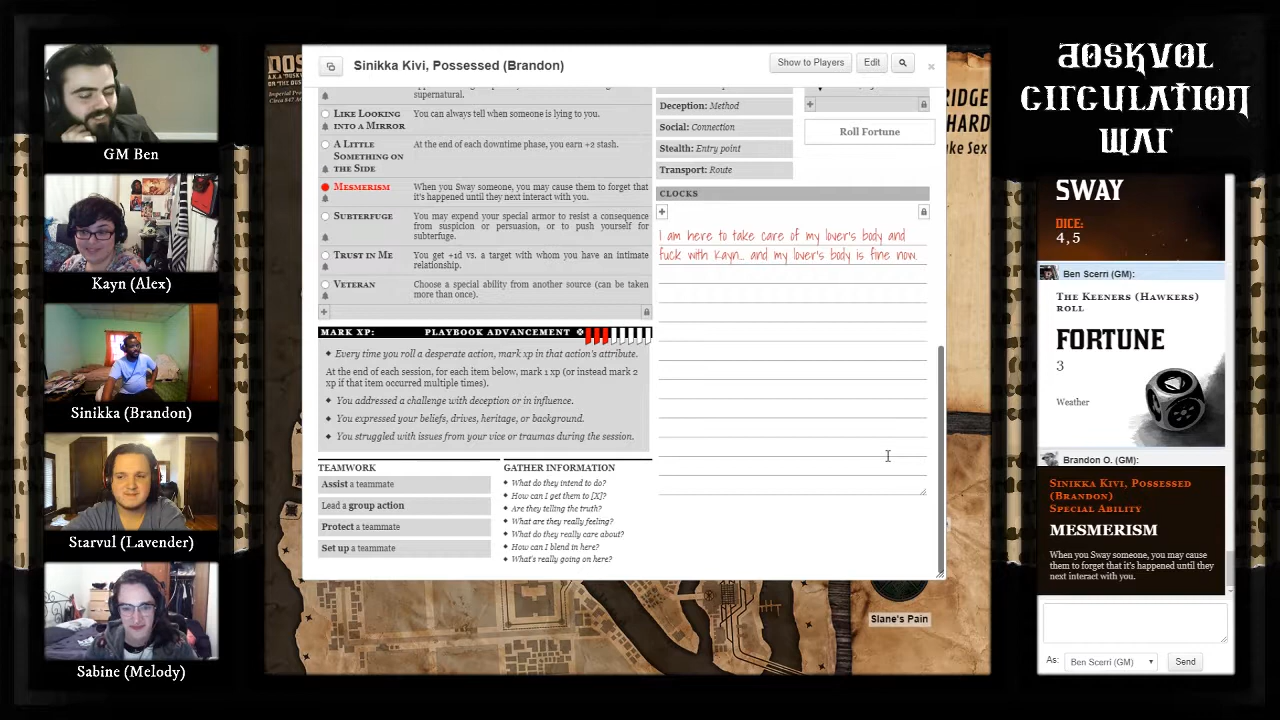 GM Ben
Kayn (Alex)
Sinikka (Brandon)
Starvul (Lavender)
Sabine (Melody)
Sinikka Kivi, Possessed (Brandon)
Show to Players
Edit
×
supernatural.
Like Looking into a Mirror
You can always tell when someone is lying to you.
A Little Something on the Side
At the end of each downtime phase, you earn +2 stash.
Mesmerism
When you Sway someone, you may cause them to forget that
it's happened until they next interact with you.
Subterfuge
You may expend your special armor to resist a consequence
from suspicion or persuasion, or to push yourself for
subterfuge.
Trust in Me
You get +1d vs. a target with whom you have an intimate
relationship.
Veteran
Choose a special ability from another source (can be taken
more than once).
+
MARK XP:
PLAYBOOK ADVANCEMENT
Every time you roll a desperate action, mark xp in that action's attribute.
At the end of each session, for each item below, mark 1 xp (or instead mark 2
xp if that item occurred multiple times).
You addressed a challenge with deception or influence.
You expressed your beliefs, drives, heritage, or background.
You struggled with issues from your vice or traumas during the session.
TEAMWORK
Assist a teammate
Lead a group action
Protect a teammate
Set up a teammate
GATHER INFORMATION
What do they intend to do?
How can I get them to [X]?
Are they telling the truth?
What are they really feeling?
What do they really care about?
How can I blend in here?
What's really going on here?
Deception: Method
Social: Connection
Stealth: Entry point
Transport: Route
+
Roll Fortune
CLOCKS
+
I am here to take care of my lover's body and
fuck with Kayn... and my lover's body is fine now.
Slane's Pain
DOSKVOL
CIRCULATION
WAR
SWAY
DICE:
4,5
Ben Scerri (GM):
The Keeners (Hawkers)
roll
FORTUNE
3
Weather
Brandon O. (GM):
Sinikka Kivi, Possessed
(Brandon)
Special Ability
MESMERISM
When you Sway someone, you may cause
them to forget that it's happened until they
next interact with you.
As:
Ben Scerri (GM)
Send